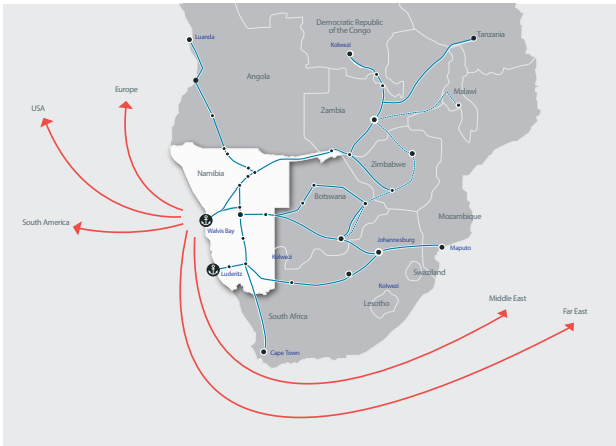 Democratic Republic
of the Congo
Luanda
Tanzania
Kolwezi
Angola
Europe
Malawi
USA
Zambia
Zimbabwe
Namibia
Botswana
South America
Mozambique
Walvis Bay
Johannesburg
Maputo
Kolwezi
Swaziland
Luderitz
Kolwezi
Middle East
Lesotho
Far East
South Africa
Cape Town